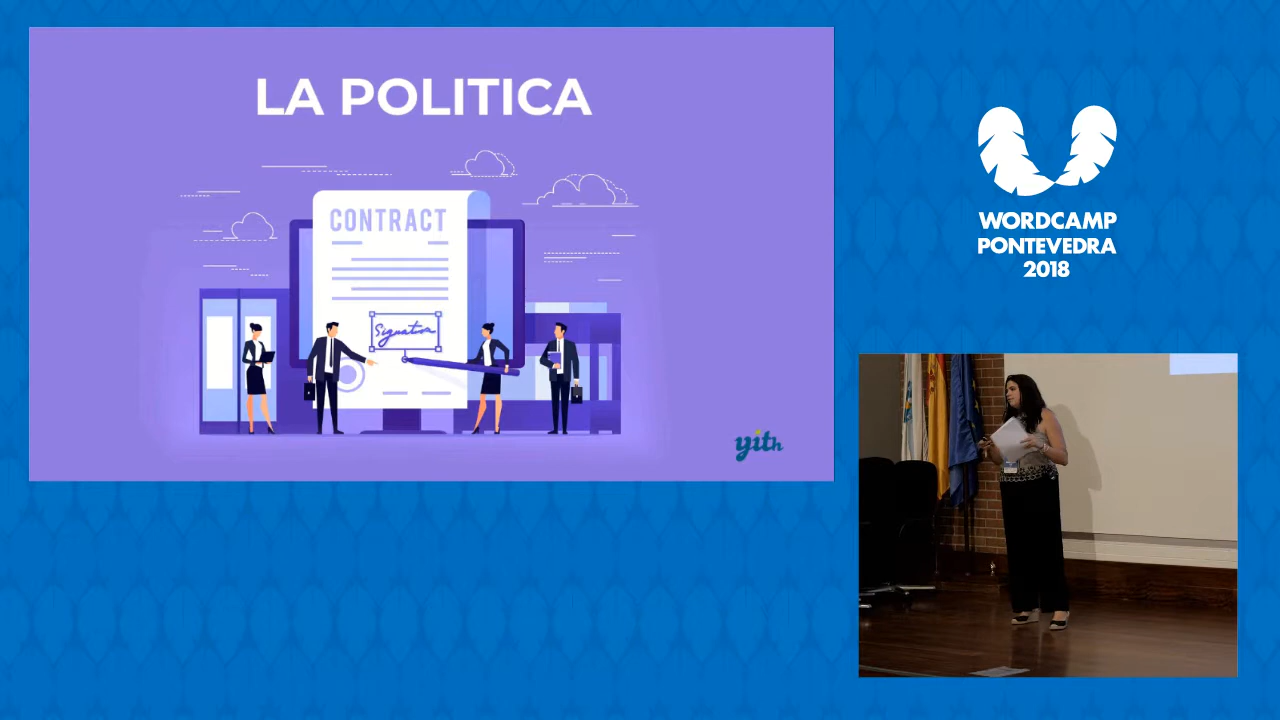 LA POLITICA
CONTRACT
Signature
yith
WORDCAMP
PONTEVEDRA
2018